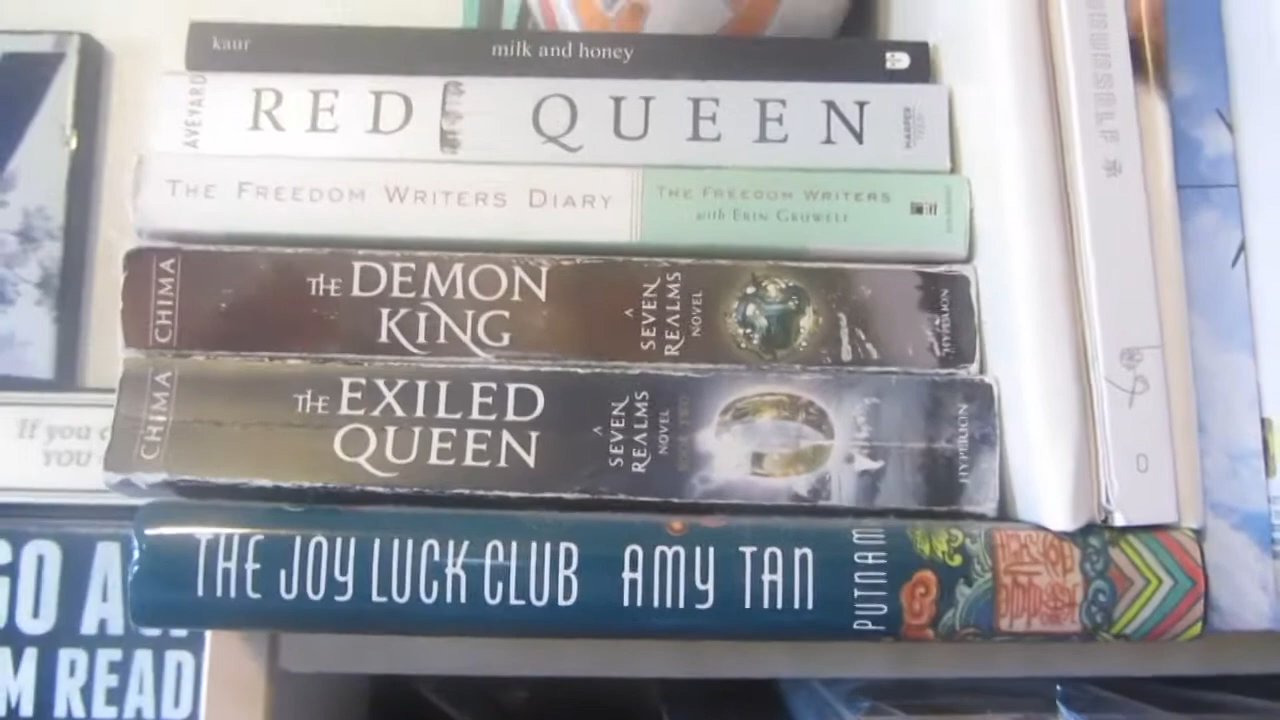 kaur milk and honey
AVEYARD RED QUEEN HARPER
THE FREEDOM WRITERS DIARY THE FREEDOM WRITERS
with ERIN GRUWELL
CHIMA THE DEMON
KING
A
SEVEN
REALMS
NOVEL
HYPERION
CHIMA THE EXILED
QUEEN
A
SEVEN
REALMS
NOVEL
HYPERION
THE JOY LUCK CLUB AMY TAN PUTNAM
If you
YOU
GO A
M READ